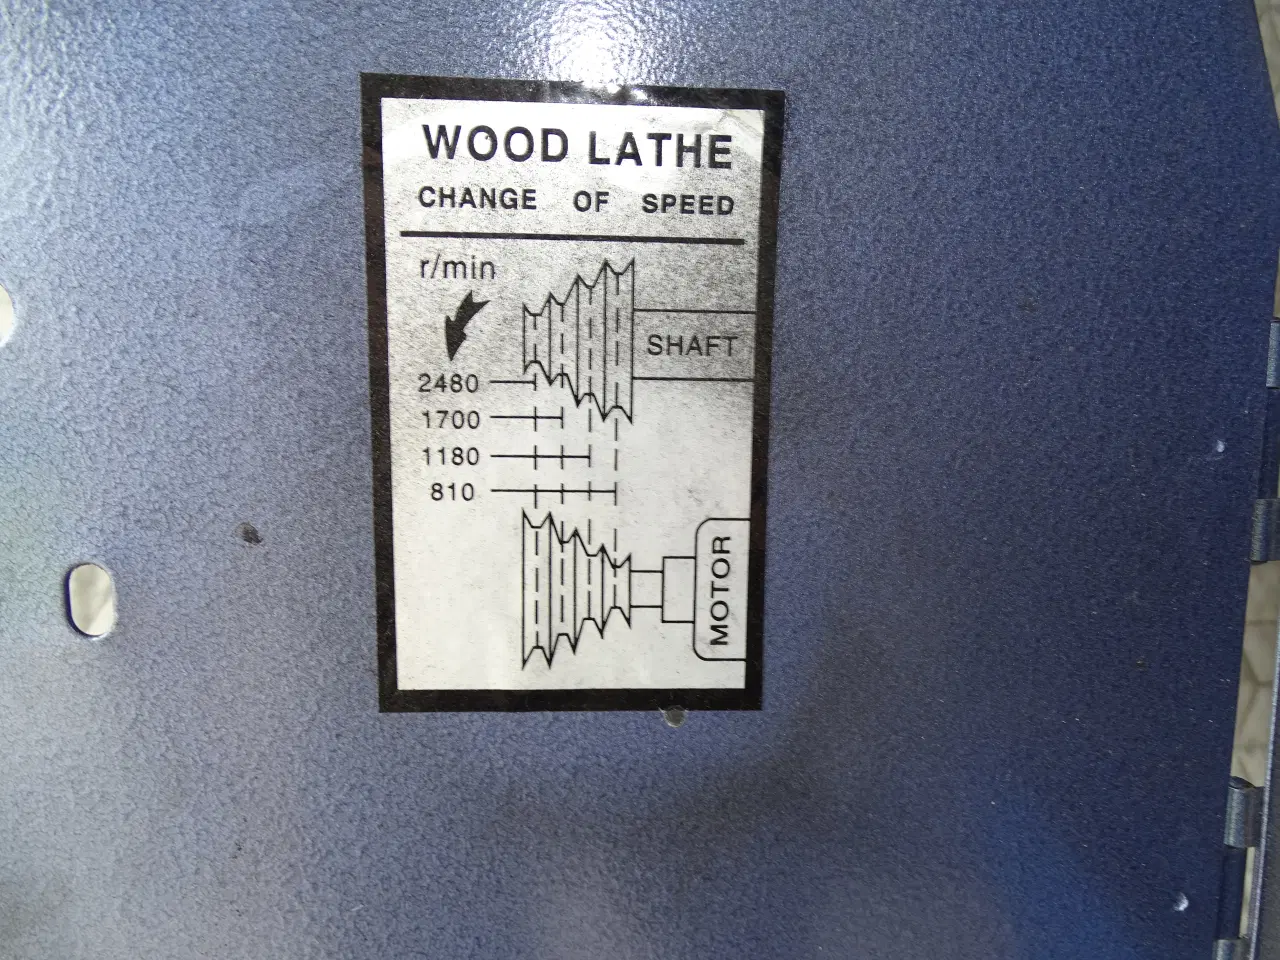 WOOD LATHE
CHANGE OF SPEED
r/min
SHAFT
2480
1700
1180
810
MOTOR